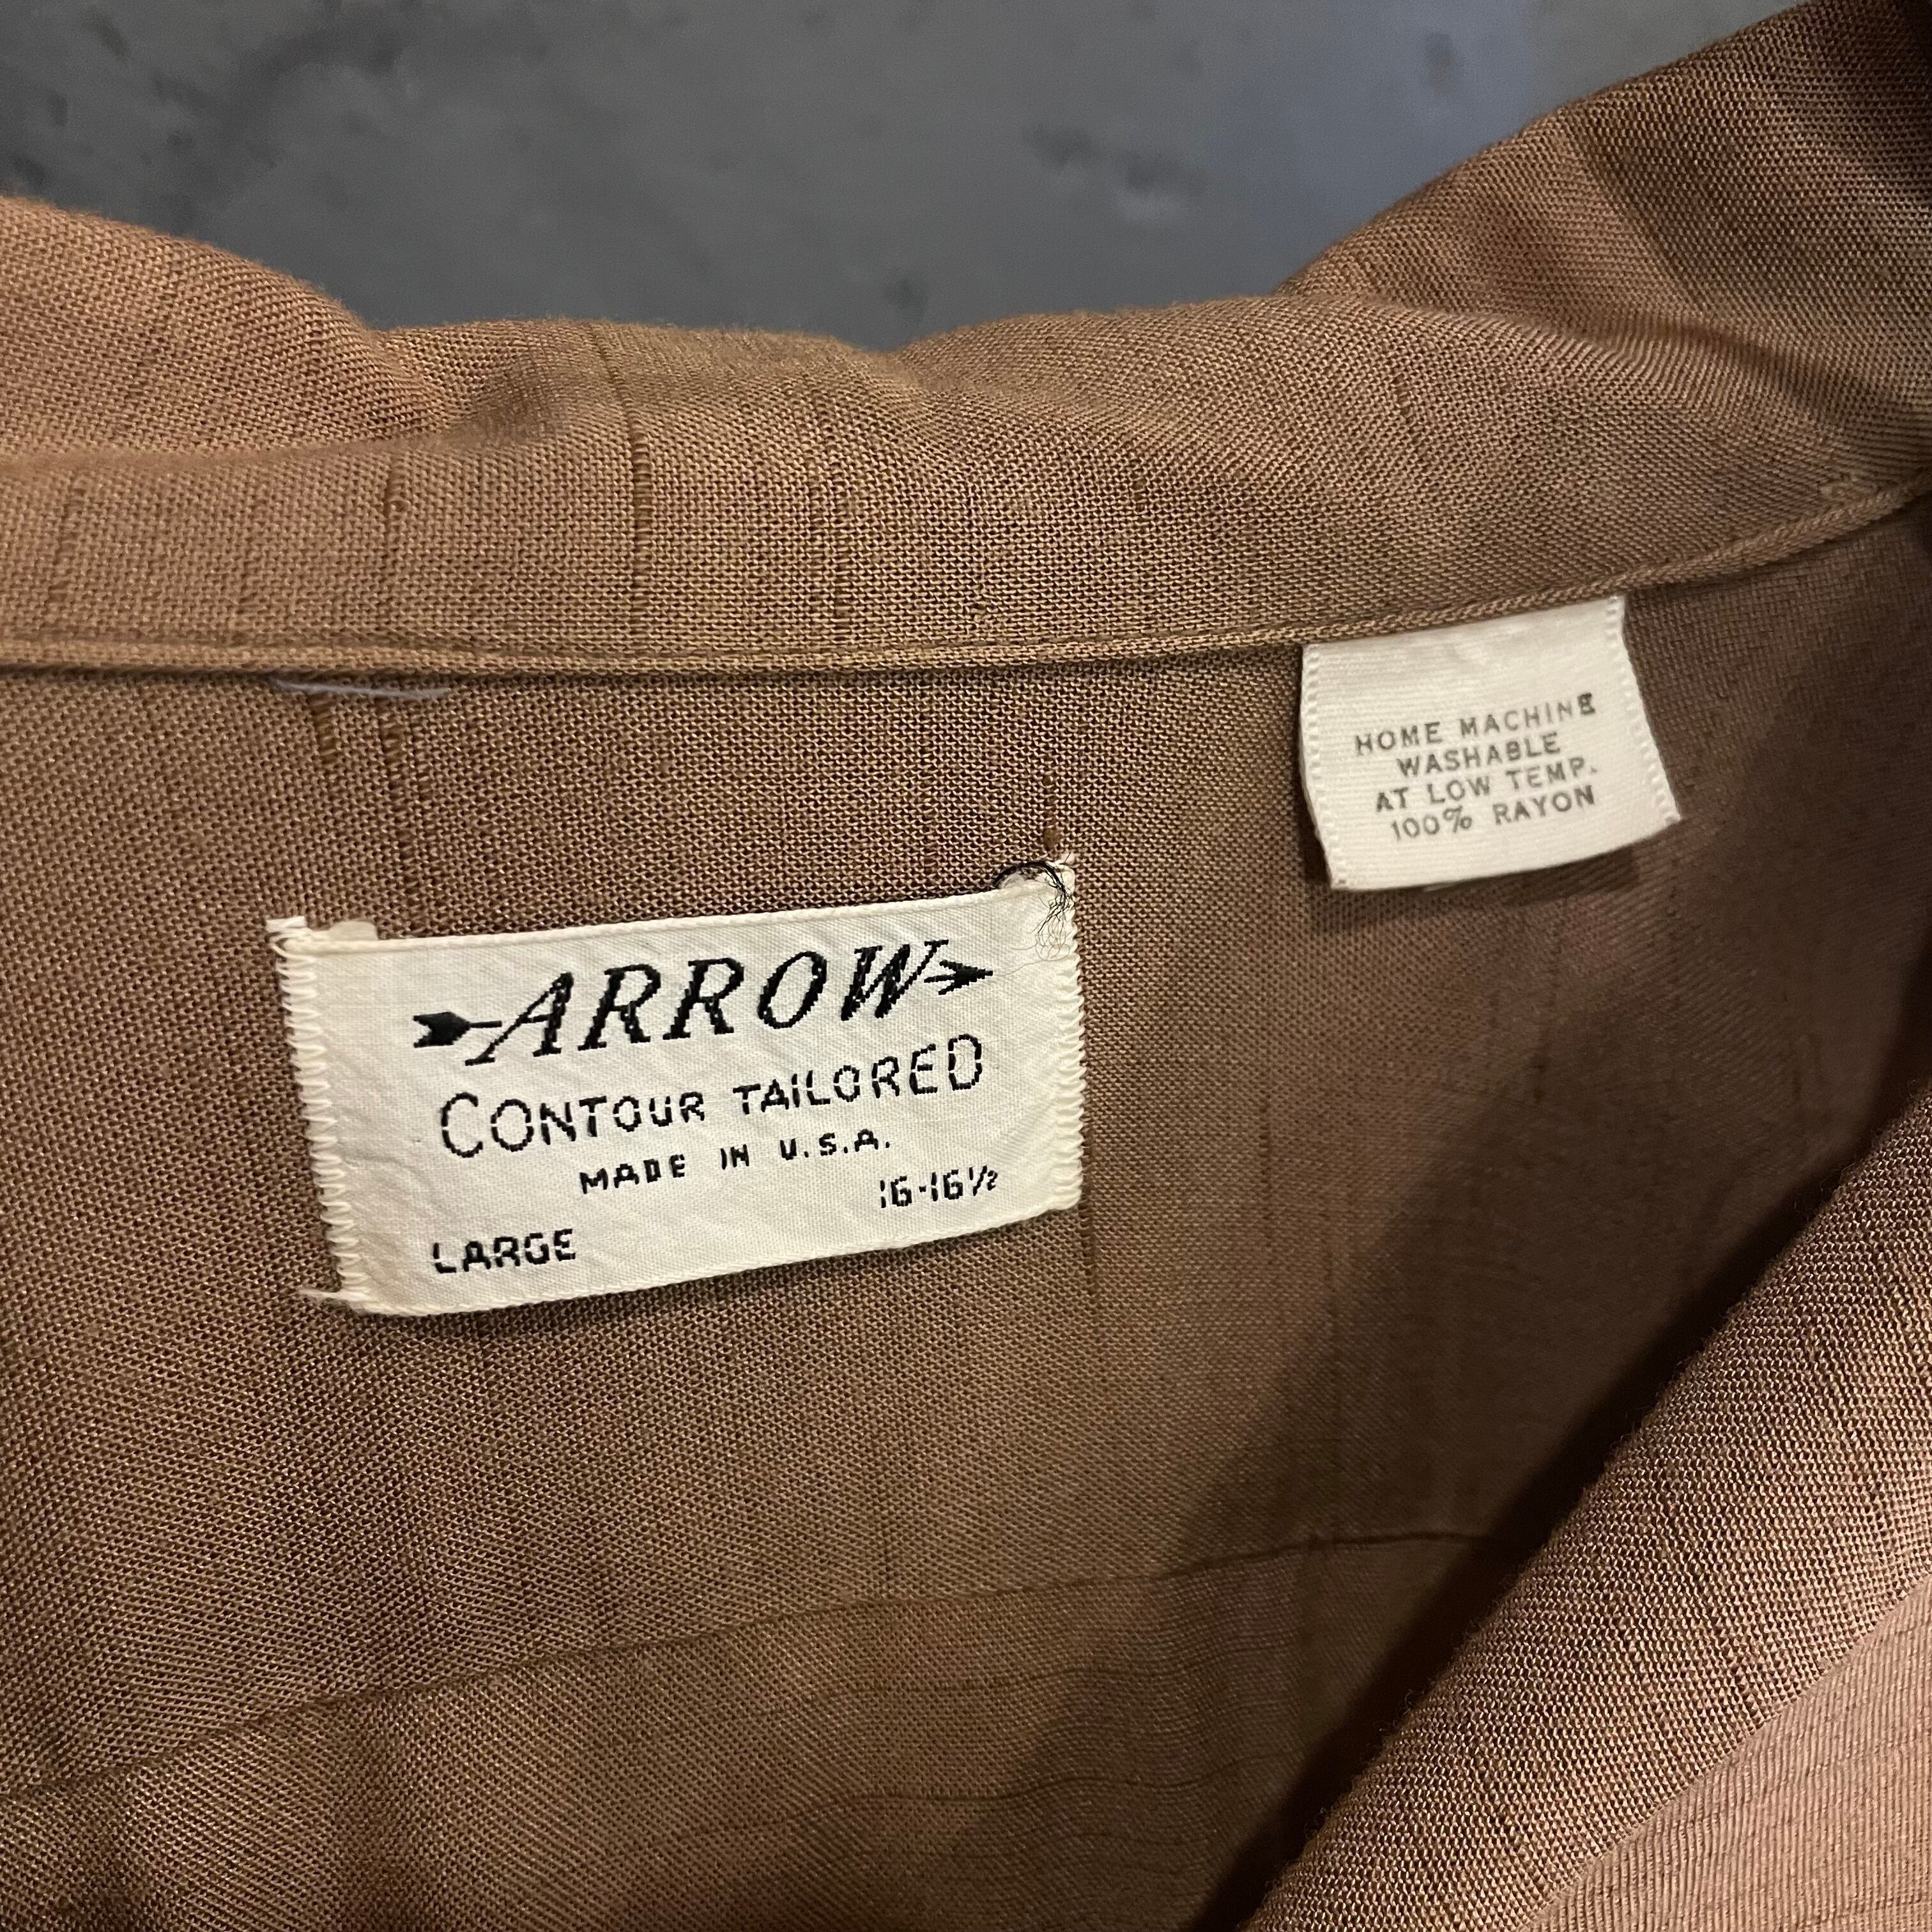 HOME MACHINE
WASHABLE
AT LOW TEMP.
100% RAYON
ARROW
CONTOUR TAILORED
MADE IN U.S.A.
16-16½
LARGE